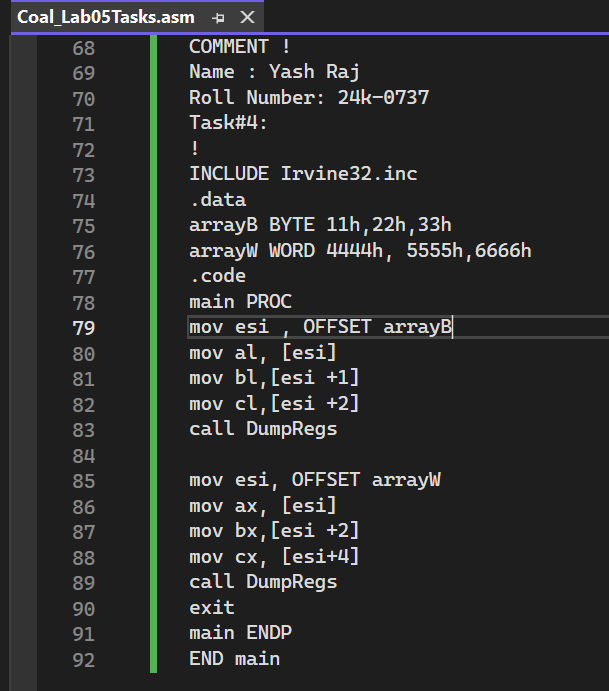 Coal_Lab05Tasks.asm
68 COMMENT !
69 Name : Yash Raj
70 Roll Number: 24k-0737
71 Task#4:
72 !
73 INCLUDE Irvine32.inc
74 .data
75 arrayB BYTE 11h,22h,33h
76 arrayW WORD 4444h, 5555h,6666h
77 .code
78 main PROC
79 mov esi , OFFSET arrayB
80 mov al, [esi]
81 mov bl,[esi +1]
82 mov cl,[esi +2]
83 call DumpRegs
84
85 mov esi, OFFSET arrayW
86 mov ax, [esi]
87 mov bx,[esi +2]
88 mov cx, [esi+4]
89 call DumpRegs
90 exit
91 main ENDP
92 END main